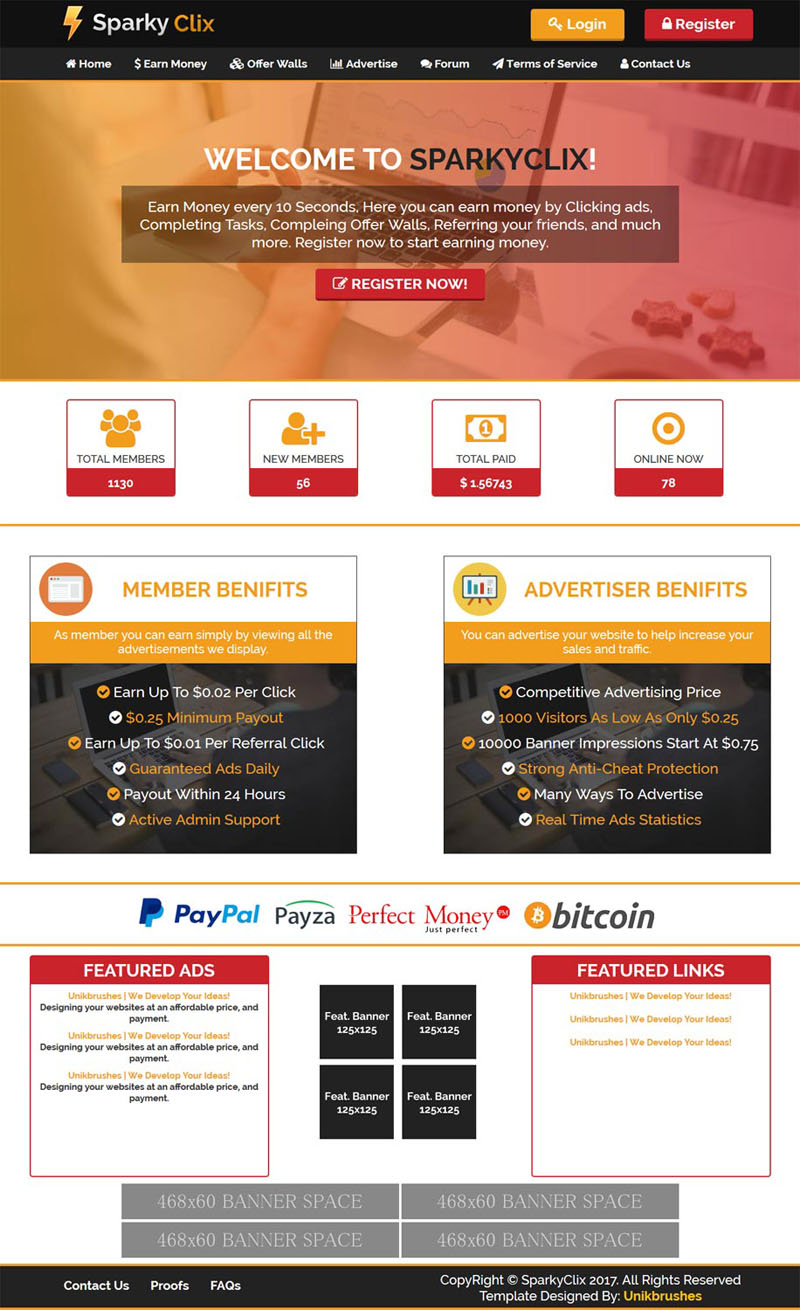 Sparky Clix
Login
Register
Home
$ Earn Money
Offer Walls
Advertise
Forum
Terms of Service
Contact Us
WELCOME TO SPARKYCLIX!
Earn Money every 10 Seconds, Here you can earn money by Clicking ads,
Completing Tasks, Compleing Offer Walls, Referring your friends, and much
more. Register now to start earning money.
REGISTER NOW!
TOTAL MEMBERS
1130
NEW MEMBERS
56
1
TOTAL PAID
$ 1.56743
ONLINE NOW
78
MEMBER BENIFITS
As member you can earn simply by viewing all the
advertisements we display.
Earn Up To $0.02 Per Click
$0.25 Minimum Payout
Earn Up To $0.01 Per Referral Click
Guaranteed Ads Daily
Payout Within 24 Hours
Active Admin Support
ADVERTISER BENIFITS
You can advertise your website to help increase your
sales and traffic.
Competitive Advertising Price
1000 Visitors As Low As Only $0.25
10000 Banner Impressions Start At $0.75
Strong Anti-Cheat Protection
Many Ways To Advertise
Real Time Ads Statistics
PayPal
Payza
Perfect Money PM
Just perfect
bitcoin
FEATURED ADS
Unikbrushes | We Develop Your Ideas!
Designing your websites at an affordable price, and
payment.
Unikbrushes | We Develop Your Ideas!
Designing your websites at an affordable price, and
payment.
Unikbrushes | We Develop Your Ideas!
Designing your websites at an affordable price, and
payment.
Feat. Banner
125x125
Feat. Banner
125x125
Feat. Banner
125x125
Feat. Banner
125x125
FEATURED LINKS
Unikbrushes | We Develop Your Ideas!
Unikbrushes | We Develop Your Ideas!
Unikbrushes | We Develop Your Ideas!
468x60 BANNER SPACE
468x60 BANNER SPACE
468x60 BANNER SPACE
468x60 BANNER SPACE
Contact Us
Proofs
FAQs
CopyRight © SparkyClix 2017. All Rights Reserved
Template Designed By: Unikbrushes